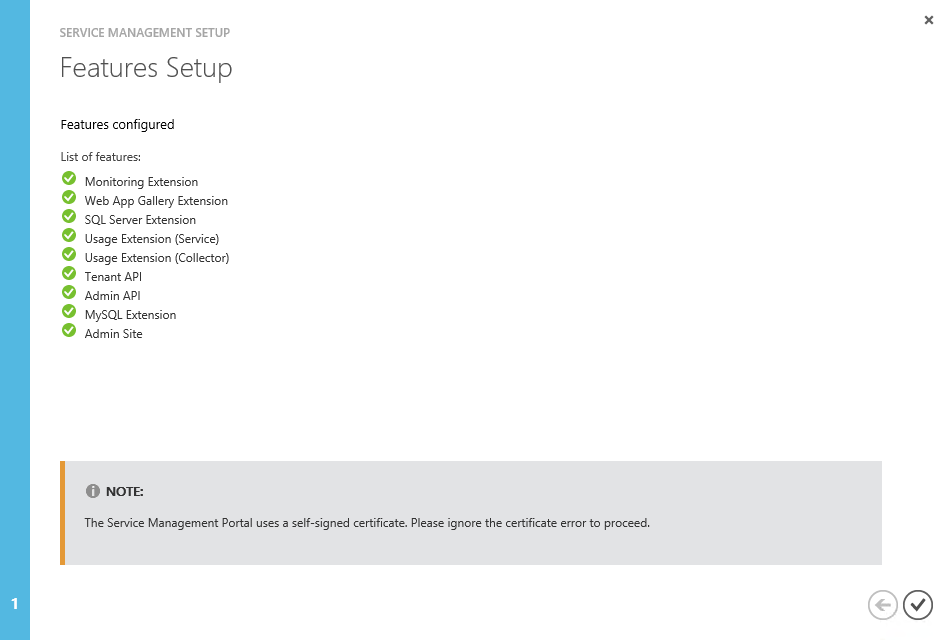 SERVICE MANAGEMENT SETUP
Features Setup
Features configured
List of features:
Monitoring Extension
Web App Gallery Extension
SQL Server Extension
Usage Extension (Service)
Usage Extension (Collector)
Tenant API
Admin API
MySQL Extension
Admin Site
NOTE:
The Service Management Portal uses a self-signed certificate. Please ignore the certificate error to proceed.
1